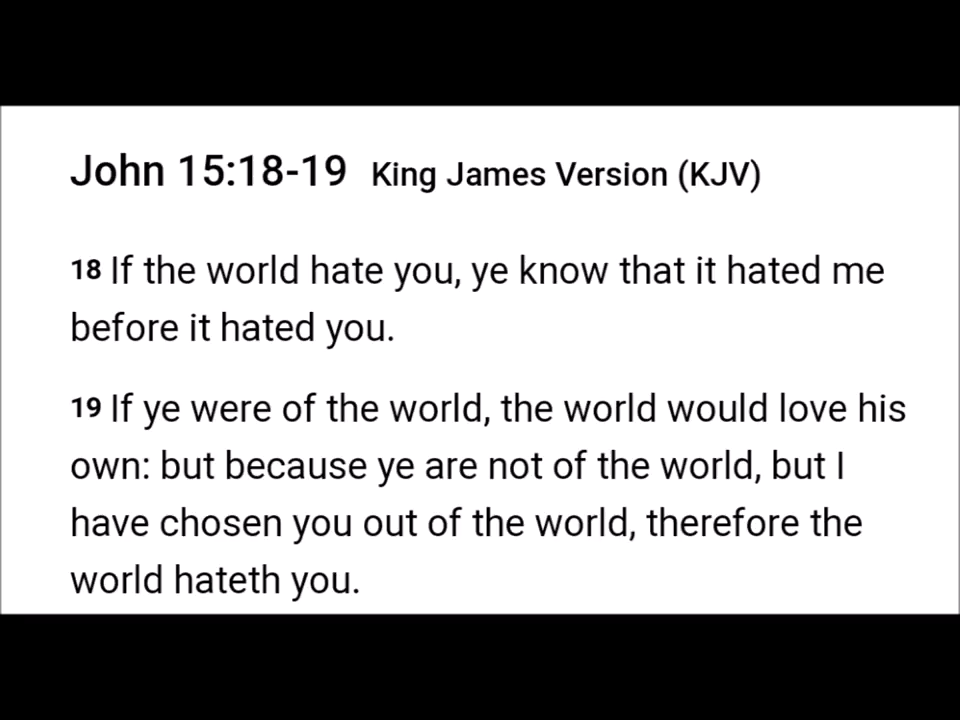 John 15:18-19 King James Version (KJV)
18 If the world hate you, ye know that it hated me
before it hated you.
19 If ye were of the world, the world would love his
own: but because ye are not of the world, but I
have chosen you out of the world, therefore the
world hateth you.